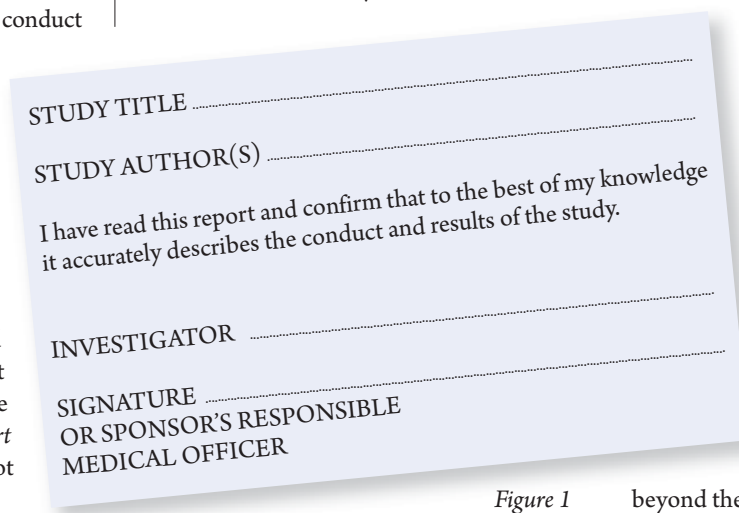 conduct
STUDY TITLE
STUDY AUTHOR(S)
I have read this report and confirm that to the best of my knowledge
it accurately describes the conduct and results of the study.
INVESTIGATOR
SIGNATURE
OR SPONSOR'S RESPONSIBLE
MEDICAL OFFICER
Figure 1
beyond the